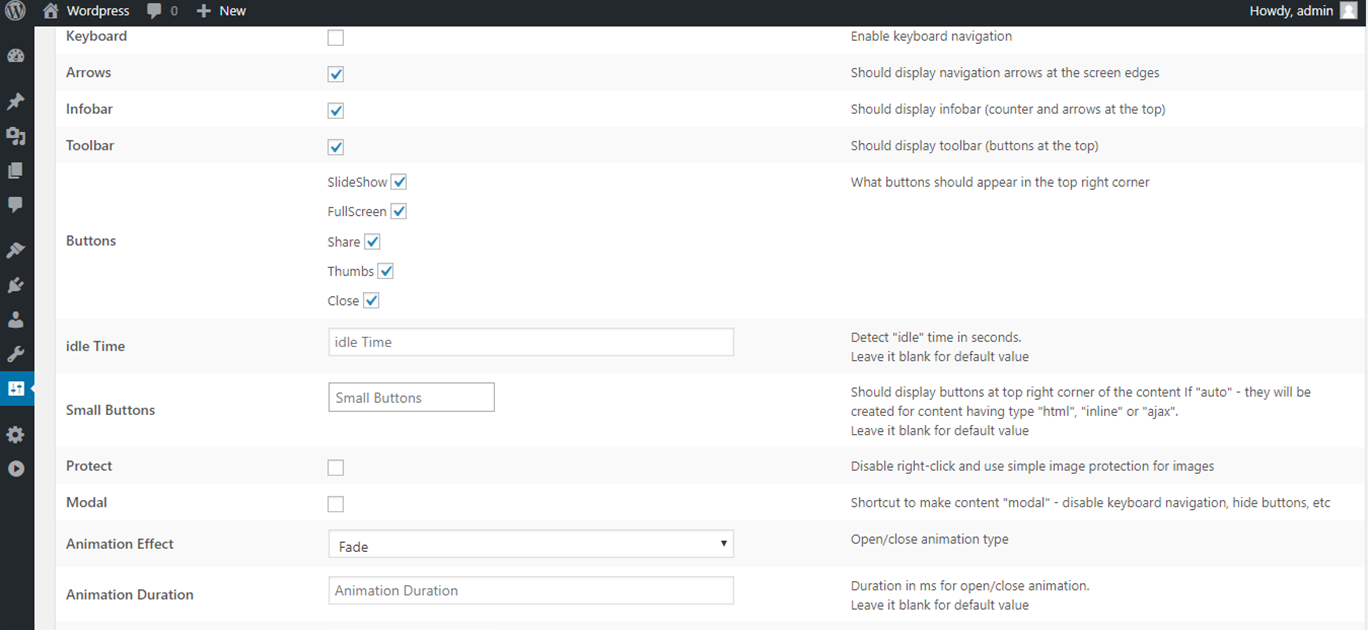 Wordpress 0 New Howdy, admin
Keyboard Enable keyboard navigation
Arrows Should display navigation arrows at the screen edges
Infobar Should display infobar (counter and arrows at the top)
Toolbar Should display toolbar (buttons at the top)
SlideShow What buttons should appear in the top right corner
FullScreen
Buttons
Share
Thumbs
Close
idle Time idle Time Detect "idle" time in seconds.
Leave it blank for default value
Small Buttons Small Buttons Should display buttons at top right corner of the content If "auto" - they will be
created for content having type "html", "inline" or "ajax".
Leave it blank for default value
Protect Disable right-click and use simple image protection for images
Modal Shortcut to make content "modal" - disable keyboard navigation, hide buttons, etc
Animation Effect Fade Open/close animation type
Animation Duration Animation Duration Duration in ms for open/close animation.
Leave it blank for default value